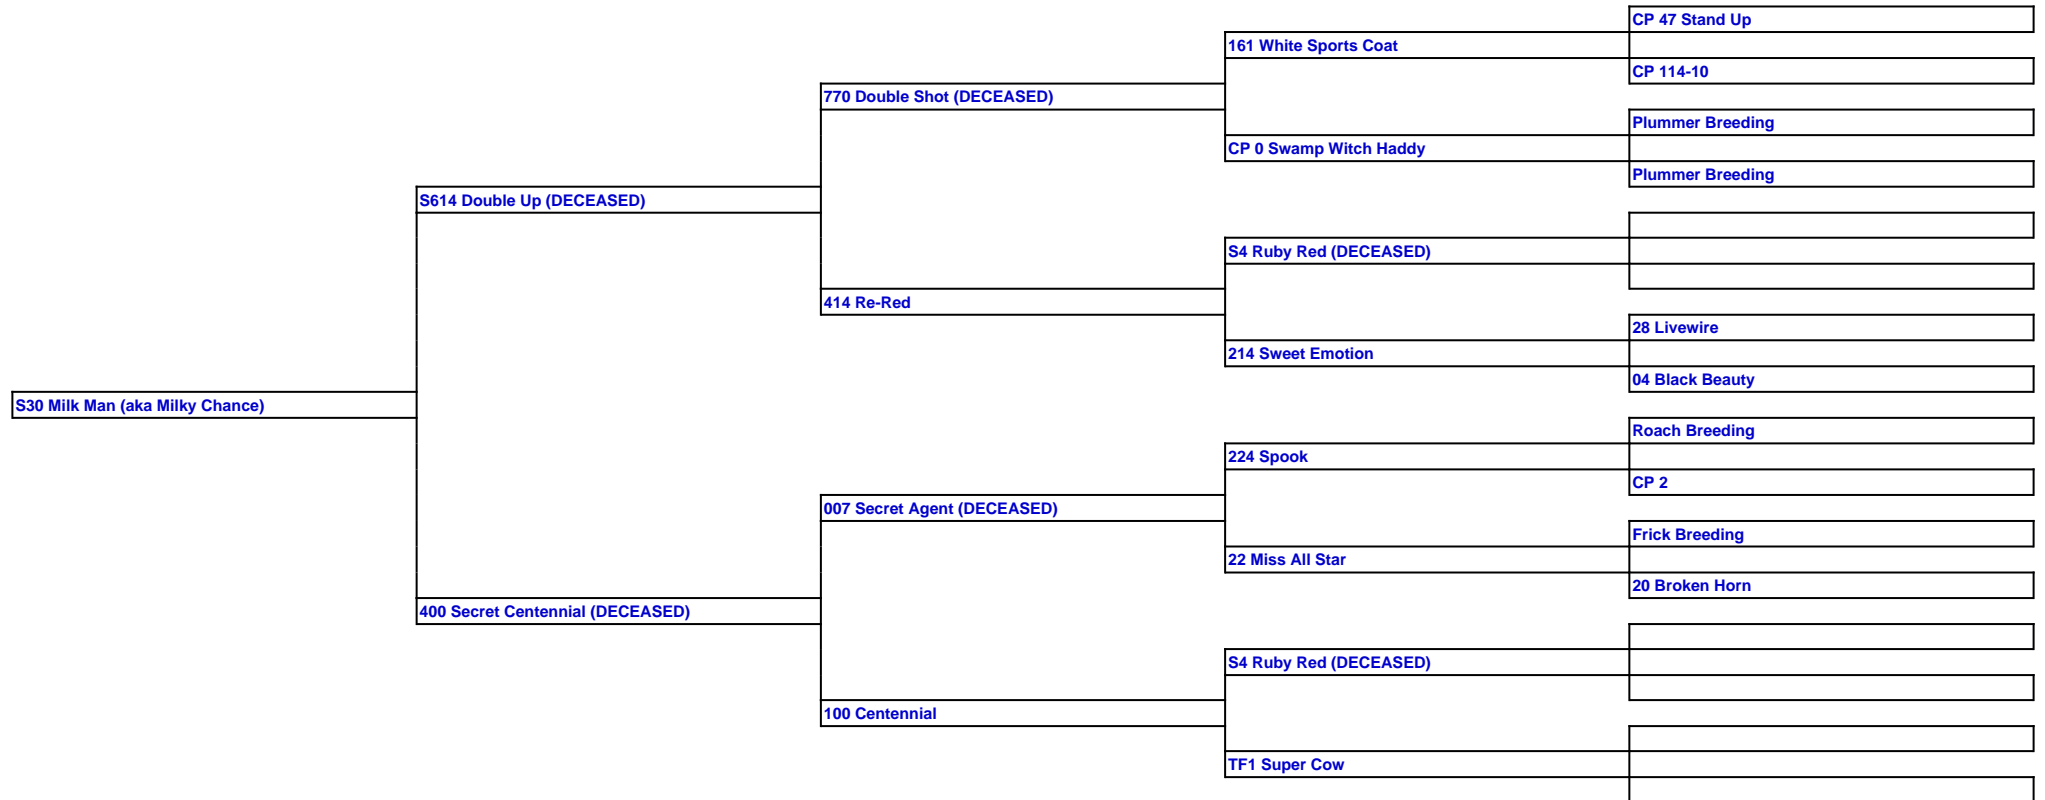 CP 47 Stand Up
161 White Sports Coat
CP 114-10
770 Double Shot (DECEASED)
Plummer Breeding
CP 0 Swamp Witch Haddy
Plummer Breeding
S614 Double Up (DECEASED)
S4 Ruby Red (DECEASED)
414 Re-Red
28 Livewire
214 Sweet Emotion
04 Black Beauty
S30 Milk Man (aka Milky Chance)
Roach Breeding
224 Spook
CP 2
007 Secret Agent (DECEASED)
Frick Breeding
22 Miss All Star
20 Broken Horn
400 Secret Centennial (DECEASED)
S4 Ruby Red (DECEASED)
100 Centennial
TF1 Super Cow